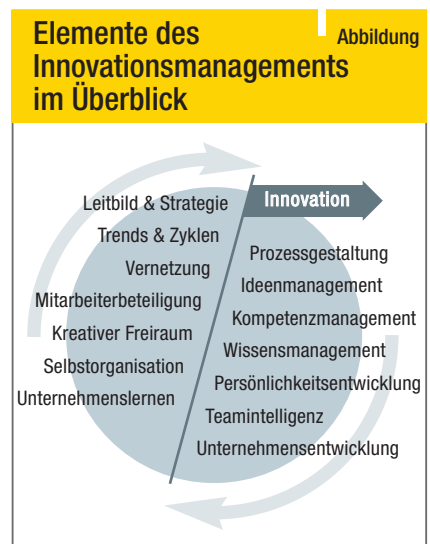 Elemente des
Innovationsmanagements
im Überblick
Abbildung
Innovation
Leitbild & Strategie
Trends & Zyklen
Vernetzung
Mitarbeiterbeteiligung
Kreativer Freiraum
Selbstorganisation
Unternehmenslernen
Prozessgestaltung
Ideenmanagement
Kompetenzmanagement
Wissensmanagement
Persönlichkeitsentwicklung
Teamintelligenz
Unternehmensentwicklung